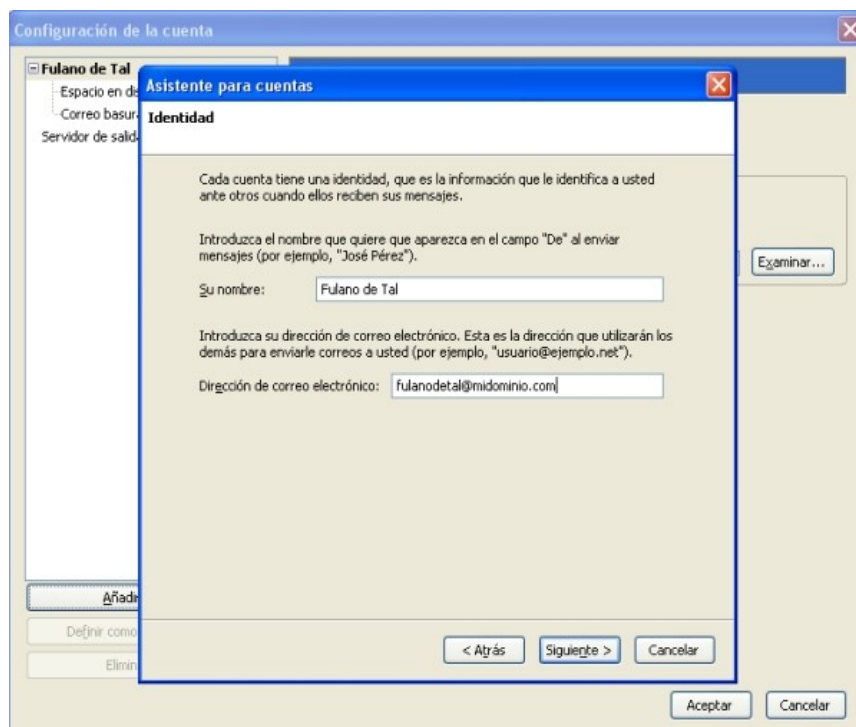 Configuración de la cuenta
Fulano de Tal
Espacio en
Correo
Servidor de
Asistente para cuentas
Identidad
Cada cuenta tiene una identidad, que es la información que le identifica a usted
ante otros cuando ellos reciben sus mensajes.
Introduzca el nombre que quiere que aparezca en el campo "De" al enviar
mensajes (por ejemplo, "José Pérez").
Su nombre: Fulano de Tal
Examinar...
Introduzca su dirección de correo electrónico. Esta es la dirección que utilizarán los
demás para enviarle correos a usted (por ejemplo, "usuario@ejemplo.net").
Dirección de correo electrónico: fulanodetal@midominio.com
Definir como
< Atrás Siguiente > Cancelar
Aceptar Cancelar